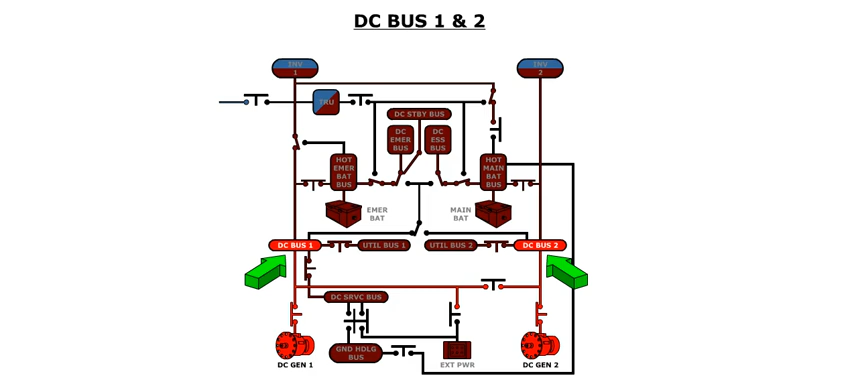 DC BUS 1 & 2
INV
1
INV
2
TRU
DC STBY BUS
DC
EMER
BUS
DC
ESS
BUS
HOT
EMER
BAT
BUS
HOT
MAIN
BAT
BUS
EMER
BAT
MAIN
BAT
DC BUS 1
UTIL BUS 1
UTIL BUS 2
DC BUS 2
DC SRVC BUS
GND HDLG
BUS
DC GEN 1
EXT PWR
DC GEN 2